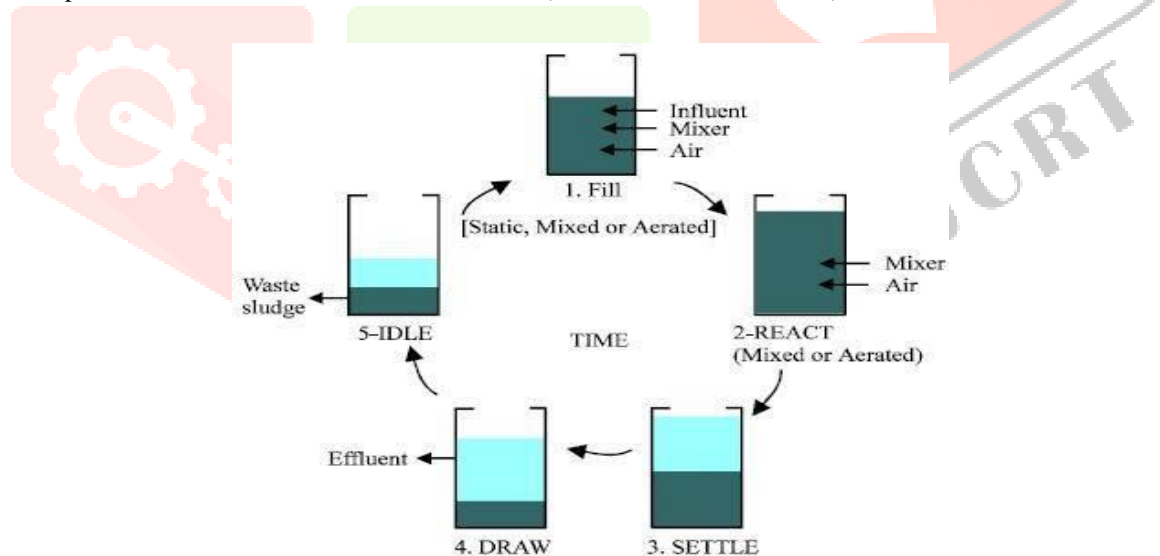 Influent
Mixer
Air
1. Fill
[Static, Mixed or Aerated]
Mixer
Air
2-REACT
(Mixed or Aerated)
TIME
Waste
sludge
5-IDLE
Effluent
4. DRAW
3. SETTLE
CRT